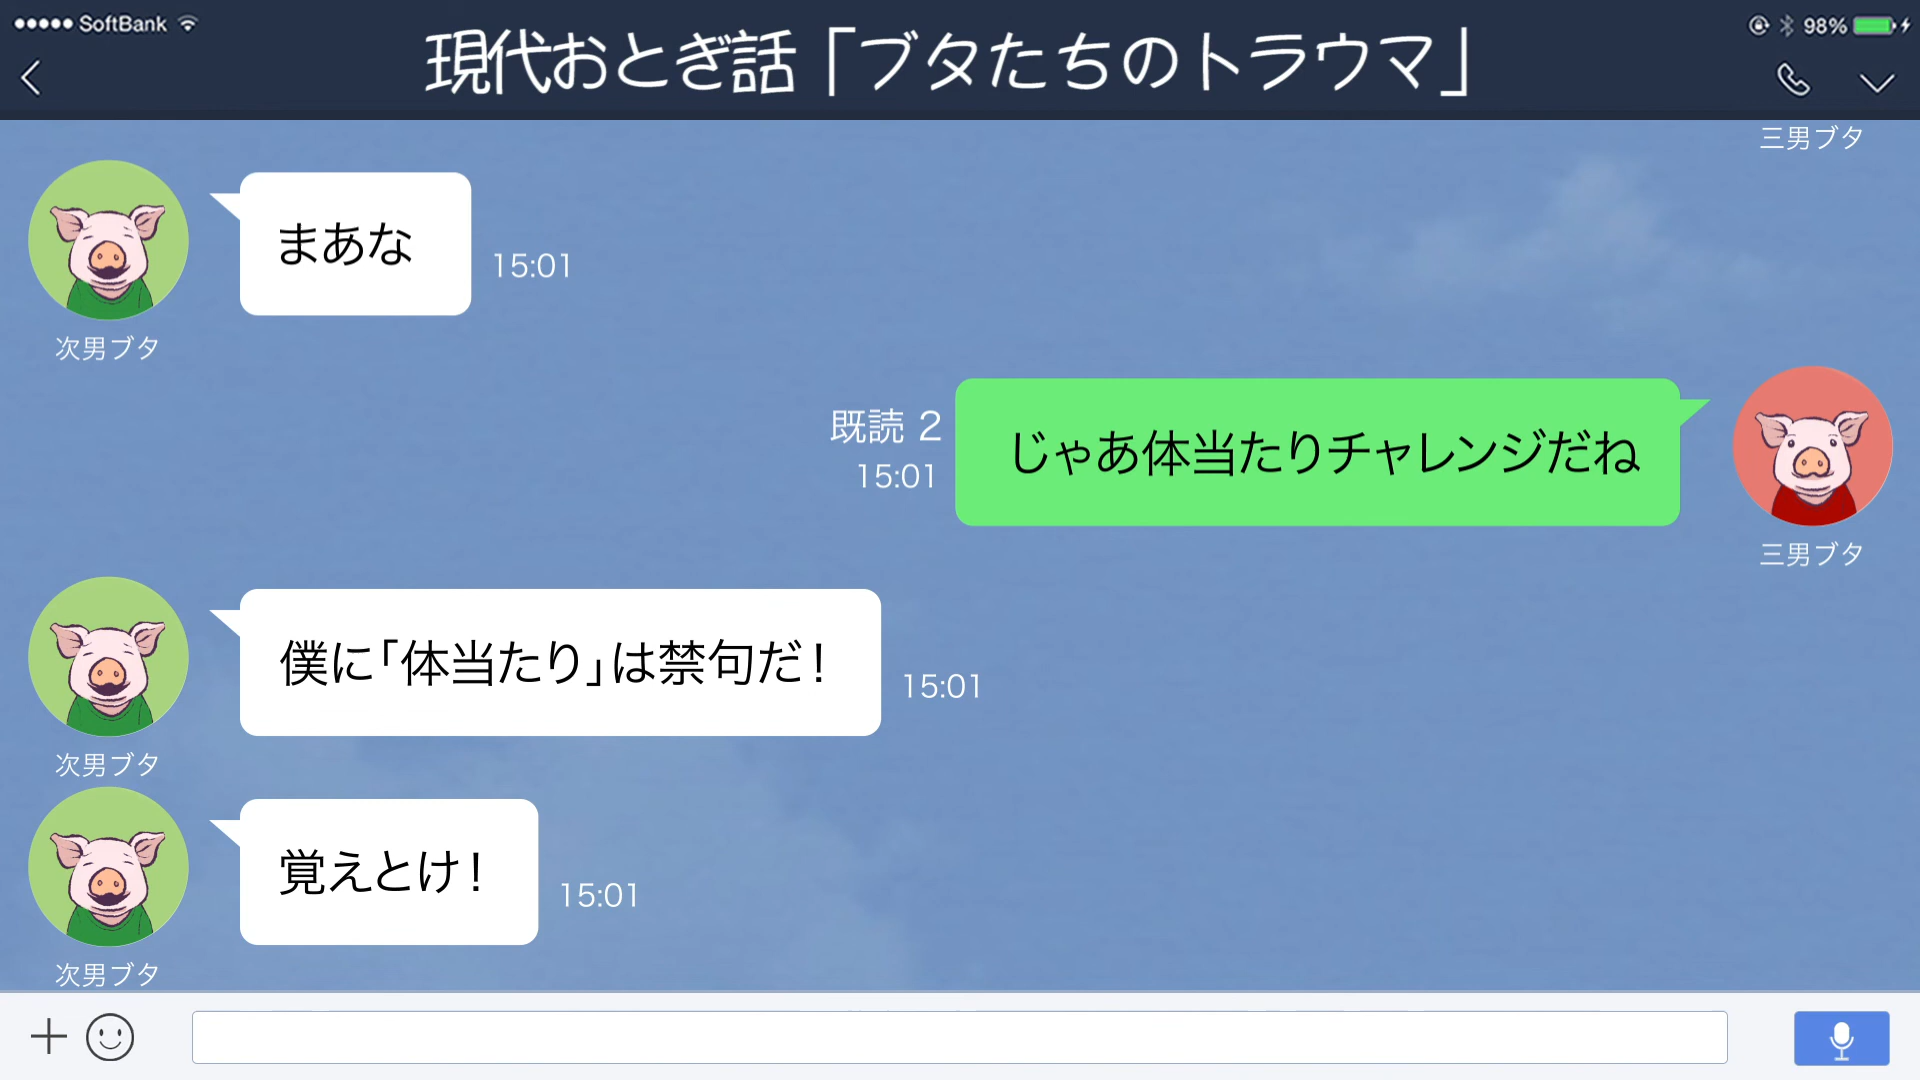 SoftBank
98%
現代おとぎ話「ブタたちのトラウマ」
三男ブタ
まあな
15:01
次男ブタ
既読 2
15:01
じゃあ体当たりチャレンジだね
三男ブタ
僕に「体当たり」は禁句だ!
15:01
次男ブタ
覚えとけ!
15:01
次男ブタ